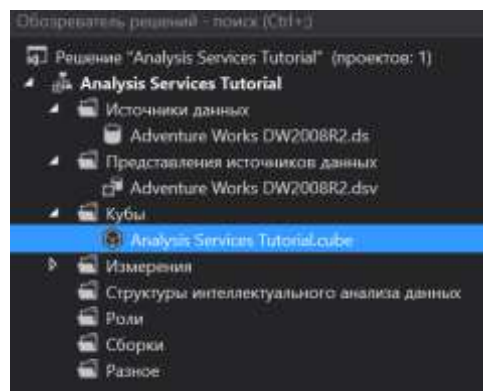 Обозреватель решений - поиск (Ctrl+;)
Решение "Analysis Services Tutorial" (проектов: 1)
Analysis Services Tutorial
Источники данных
Adventure Works DW2008R2.ds
Представления источников данных
Adventure Works DW2008R2.dsv
Кубы
Analysis Services Tutorial.cube
Измерения
Структуры интеллектуального анализа данных
Роли
Сборки
Разное